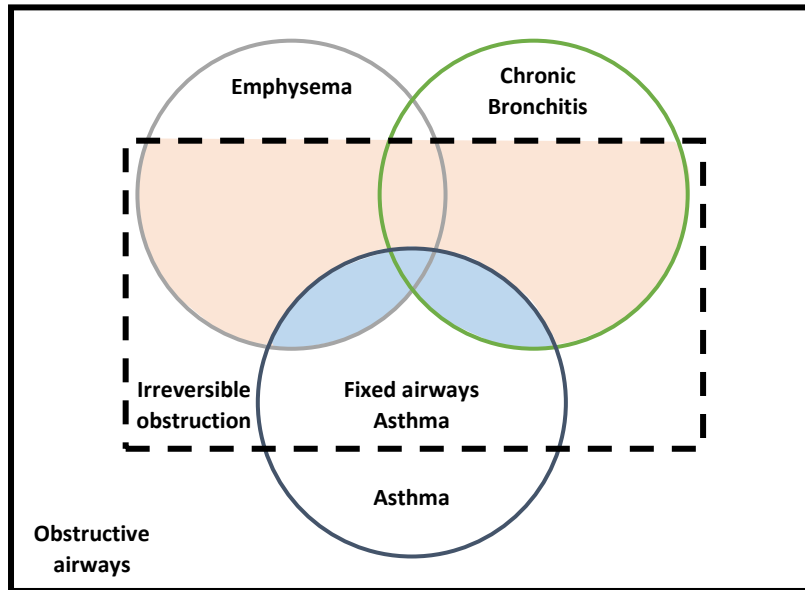 Emphysema
Chronic
Bronchitis
Irreversible
obstruction
Fixed airways
Asthma
Asthma
Obstructive
airways